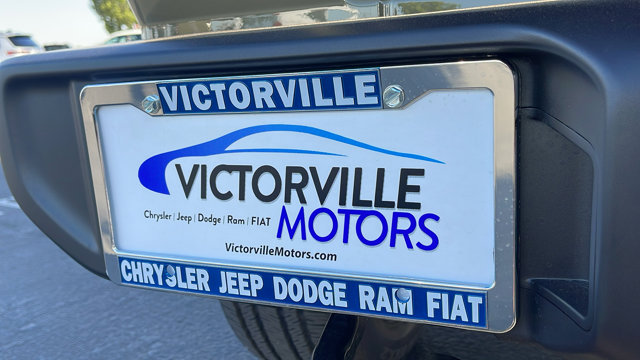 VICTORVILLE
VICTORVILLE
Chrysler | Jeep | Dodge | Ram | FIAT MOTORS
VictorvilleMotors.com
CHRYSLER JEEP DODGE RAM FIAT